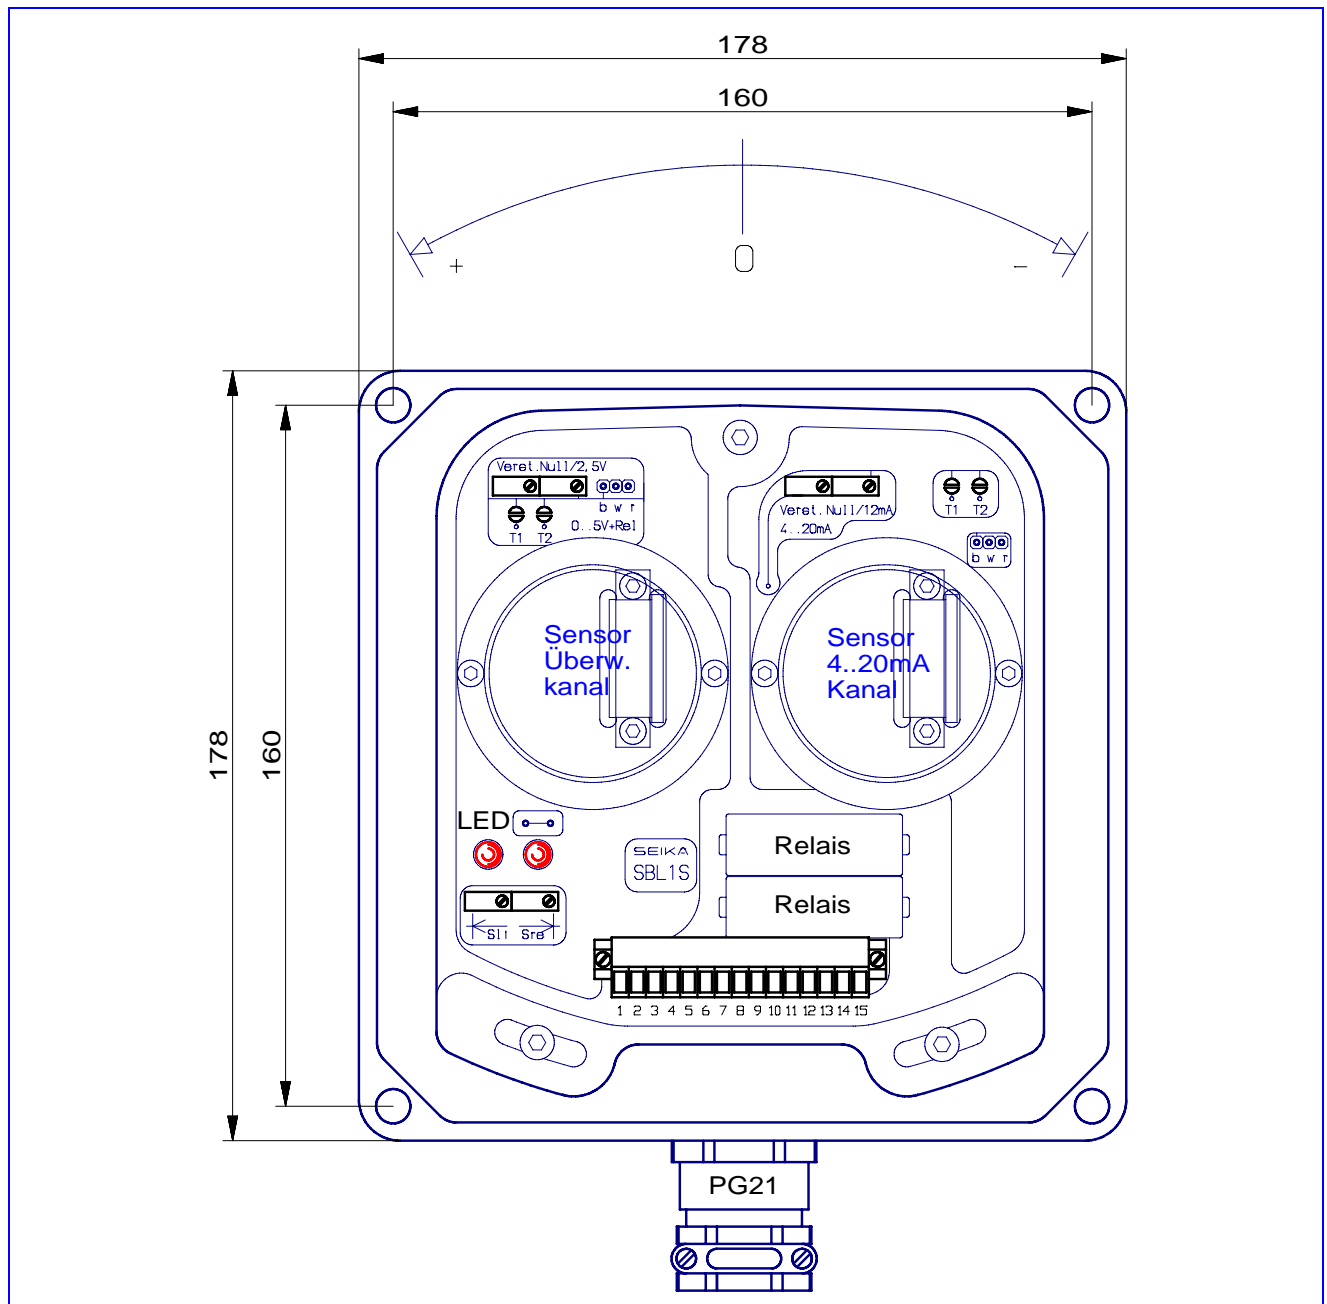 178
160
+ 0 -
Verst.Null/2,5V
b w r
T1 T2
0..5V+Rel
Verst.Null/12mA
4..20mA
T1 T2
b w r
Sensor
Überw.
kanal
Sensor
4..20mA
Kanal
178
160
LED
SEIKA
SBL1S
Relais
Relais
Sli Sre
1 2 3 4 5 6 7 8 9 10 11 12 13 14 15
PG21